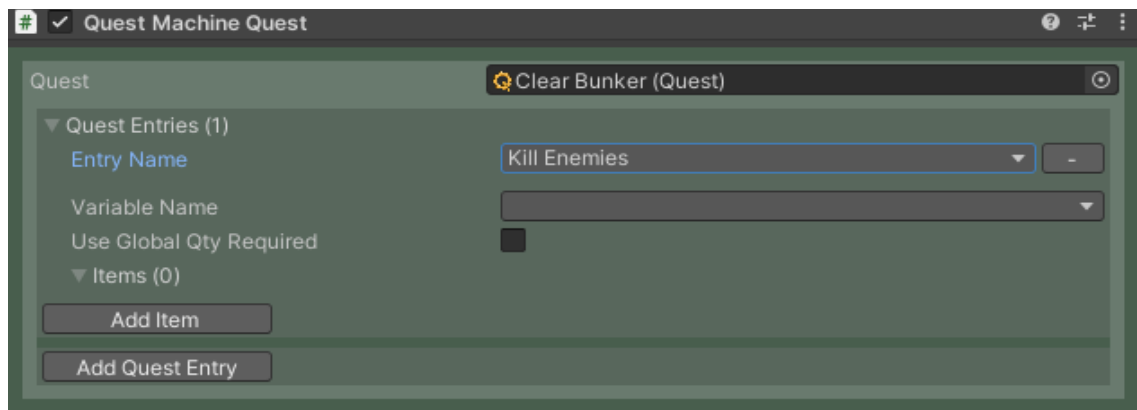 # Quest Machine Quest
Quest Clear Bunker (Quest)
Quest Entries (1)
Entry Name Kill Enemies -
Variable Name
Use Global Qty Required
Items (0)
Add Item
Add Quest Entry